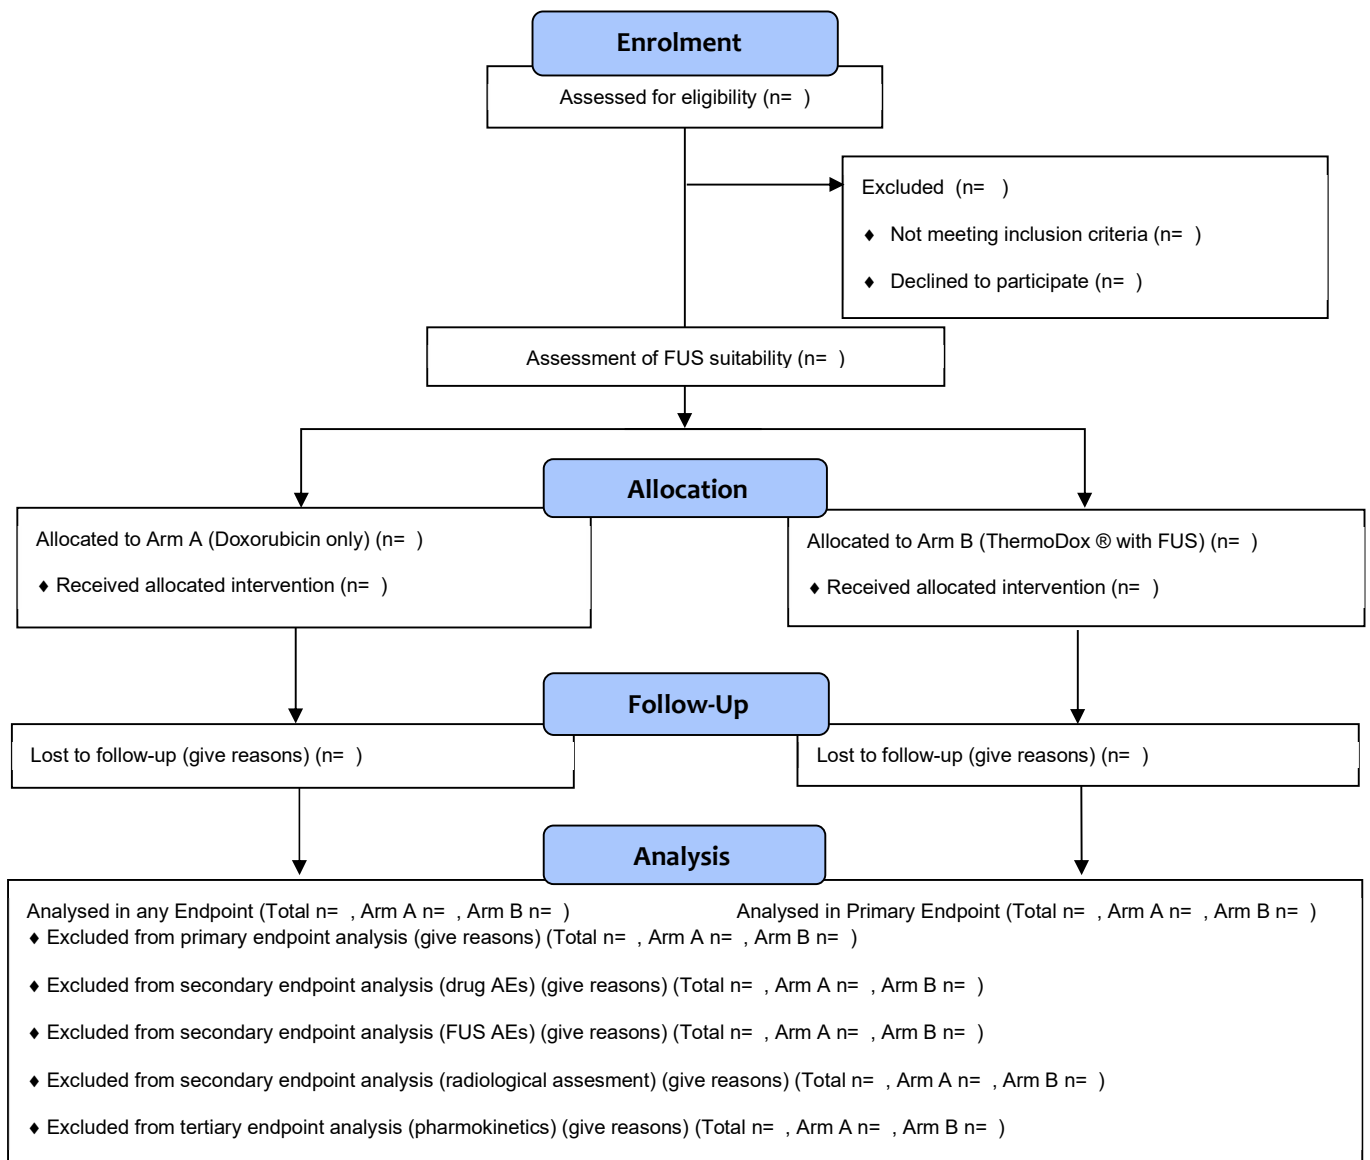 Enrolment
Assessed for eligibility (n=  )
Excluded  (n=   )
♦ Not meeting inclusion criteria (n=  )
♦ Declined to participate (n=  )
Assessment of FUS suitability (n=  )
Allocation
Allocated to Arm A (Doxorubicin only) (n=  )
♦ Received allocated intervention (n=  )
Allocated to Arm B (ThermoDox ® with FUS) (n=  )
♦ Received allocated intervention (n=  )
Follow-Up
Lost to follow-up (give reasons) (n=  )
Lost to follow-up (give reasons) (n=  )
Analysis
Analysed in any Endpoint (Total n=  , Arm A n=  , Arm B n=  )
Analysed in Primary Endpoint (Total n=  , Arm A n=  , Arm B n=  )
♦ Excluded from primary endpoint analysis (give reasons) (Total n=  , Arm A n=  , Arm B n=  )
♦ Excluded from secondary endpoint analysis (drug AEs) (give reasons) (Total n=  , Arm A n=  , Arm B n=  )
♦ Excluded from secondary endpoint analysis (FUS AEs) (give reasons) (Total n=  , Arm A n=  , Arm B n=  )
♦ Excluded from secondary endpoint analysis (radiological assesment) (give reasons) (Total n=  , Arm A n=  , Arm B n=  )
♦ Excluded from tertiary endpoint analysis (pharmokinetics) (give reasons) (Total n=  , Arm A n=  , Arm B n=  )